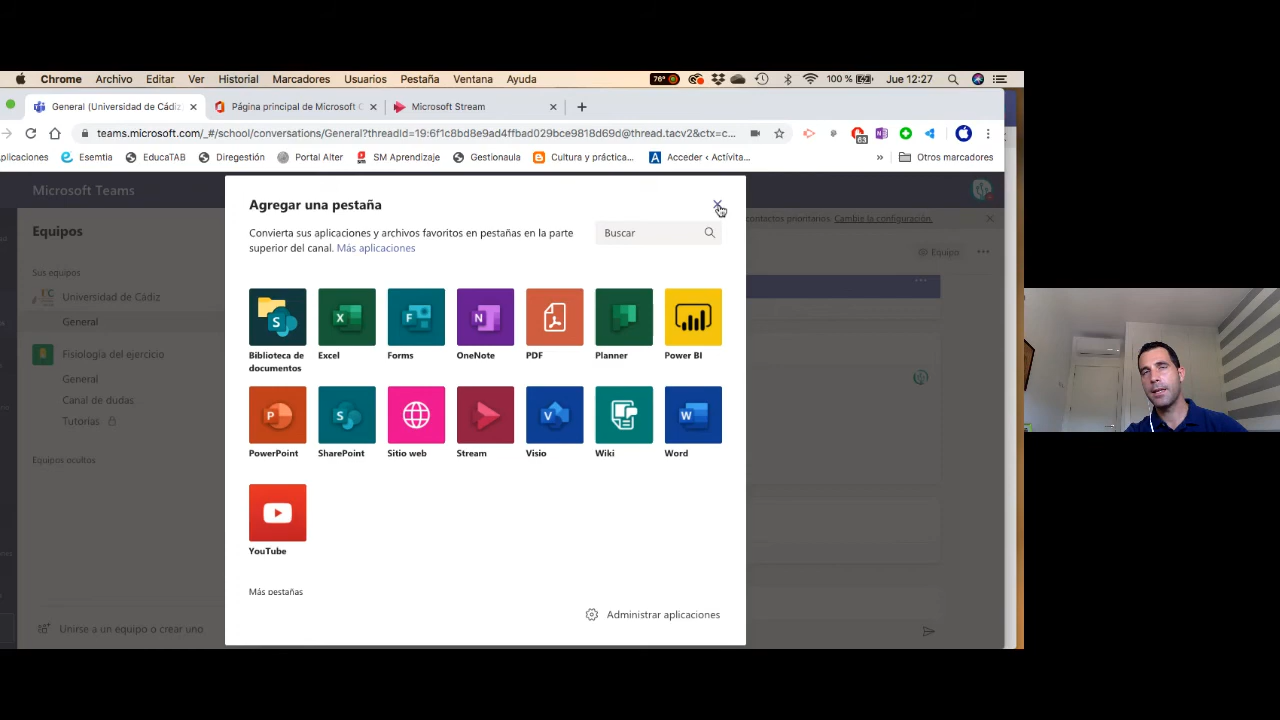 Chrome Archivo Editar Ver Historial Marcadores Usuarios Pestaña Ventana Ayuda 76° 100 % Jue 12:27
General (Universidad de Cádiz Página principal de Microsoft Microsoft Stream
teams.microsoft.com/_#/school/conversations/General?threadId=19:6f1c8bd8e9ad4ffbad029bce9818d69d@thread.tacv2&ctx=c...
plicaciones Esemtia EducaTAB Diregestión Portal Alter SM Aprendizaje Gestionaula Cultura y práctica... Acceder ‹ Activita... » Otros marcadores
Microsoft Teams
Agregar una pestaña
contactos prioritarios. Cambie la configuración.
Equipos
Convierta sus aplicaciones y archivos favoritos en pestañas en la parte
superior del canal. Más aplicaciones
Buscar
Equipo
Sus equipos
Universidad de Cádiz
General
Fisiología del ejercicio
General
Canal de dudas...
Tutorias
Equipos ocultos
Biblioteca de
documentos
Excel
Forms
OneNote
PDF
Planner
Power BI
PowerPoint
SharePoint
Sitio web
Stream
Visio
Wiki
Word
YouTube
Más pestañas
Administrar aplicaciones
Unirse a un equipo o crear uno